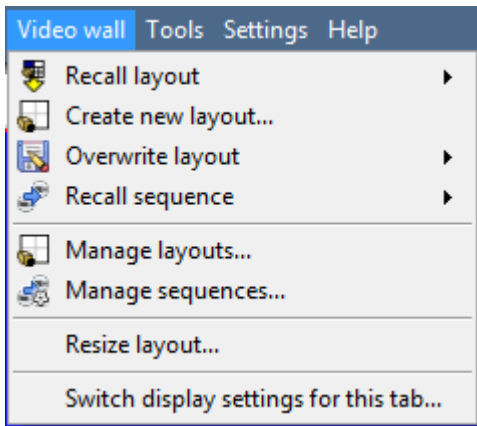 Video wall Tools Settings Help
Recall layout
Create new layout...
Overwrite layout
Recall sequence
Manage layouts...
Manage sequences...
Resize layout...
Switch display settings for this tab...